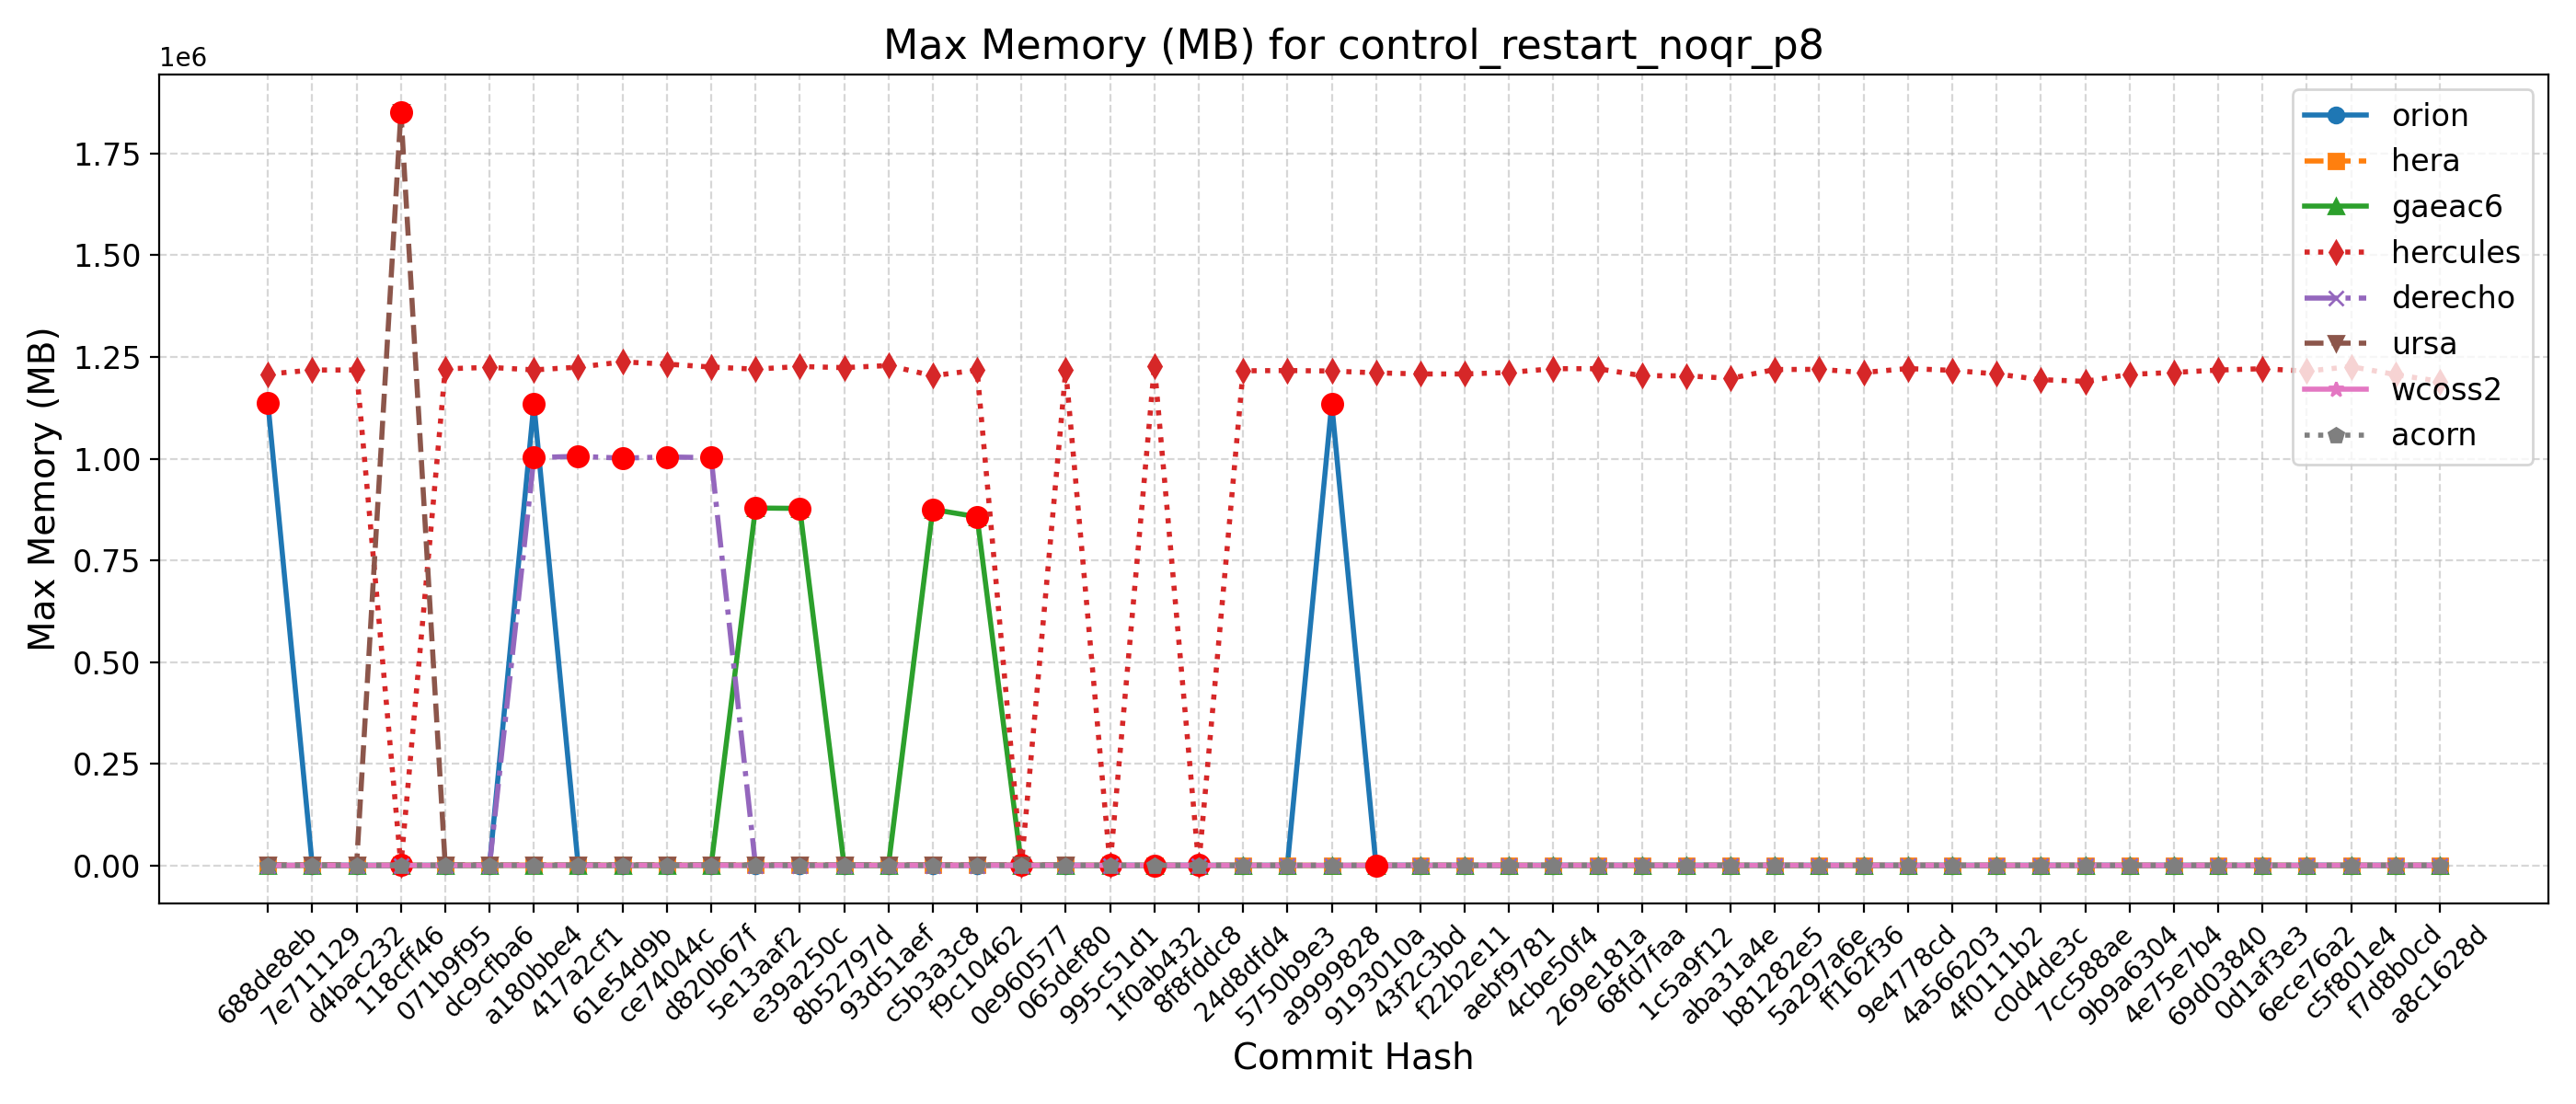 Max Memory (MB) for control_restart_noqr_p8
1e6
1.75
1.50
1.25
1.00
0.75
0.50
0.25
0.00
Max Memory (MB)
orion
hera
gaeac6
hercules
derecho
ursa
wcoss2
acorn
688de8eb
7e711129
d4bac232
118cff46
071b9f95
dc9cfba6
a180bbe4
417a2cf1
61e54d9b
ce74044c
d820b67f
5e13aaf2
e39a250c
8b52797d
93d51aef
c5b3a3c8
f9c10462
0e960577
065def80
995c51d1
1f0ab432
8f8fddc8
24d8dfd4
5750b9e3
a9999828
9193010a
43f2c3bd
f22b2e11
aebf9781
4cbe50f4
269e181a
68fd7faa
1c5a9f12
aba31a4e
b81282e5
5a297a6e
ff162f36
9e4778cd
4a566203
4f0111b2
c0d4de3c
7cc588ae
9b9a6304
4e75e7b4
69d03840
0d1af3e3
6ece76a2
c5f801e4
f7d8b0cd
a8c1628d
Commit Hash